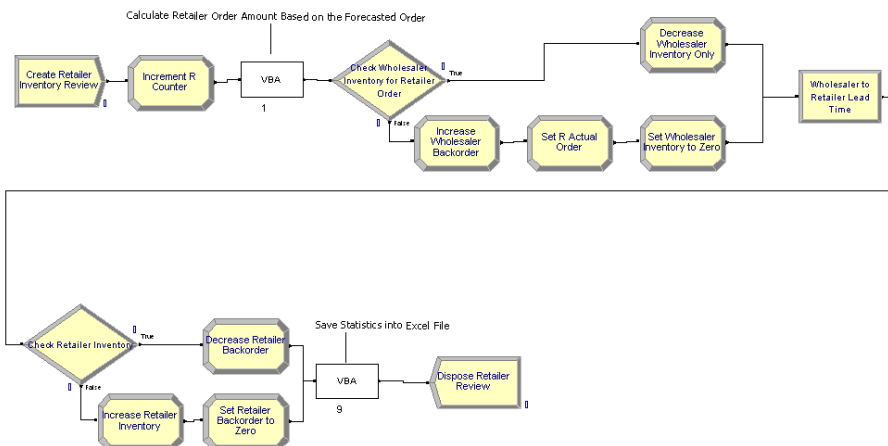 Calculate Retailer Order Amount Based on the Forecasted Order
Create Retailer
Inventory Review
Increment R
Counter
VBA
1
Check Wholesaler
Inventory for Retailer
Order
True
False
Decrease
Wholesaler
Inventory Only
Increase
Wholesaler
Backorder
Set R Actual
Order
Set Wholesaler
Inventory to Zero
Wholesaler to
Retailer Lead
Time
Check Retailer Inventory
True
False
Decrease Retailer
Backorder
Increase Retailer
Inventory
Set Retailer
Backorder to
Zero
Save Statistics into Excel File
VBA
9
Dispose Retailer
Review